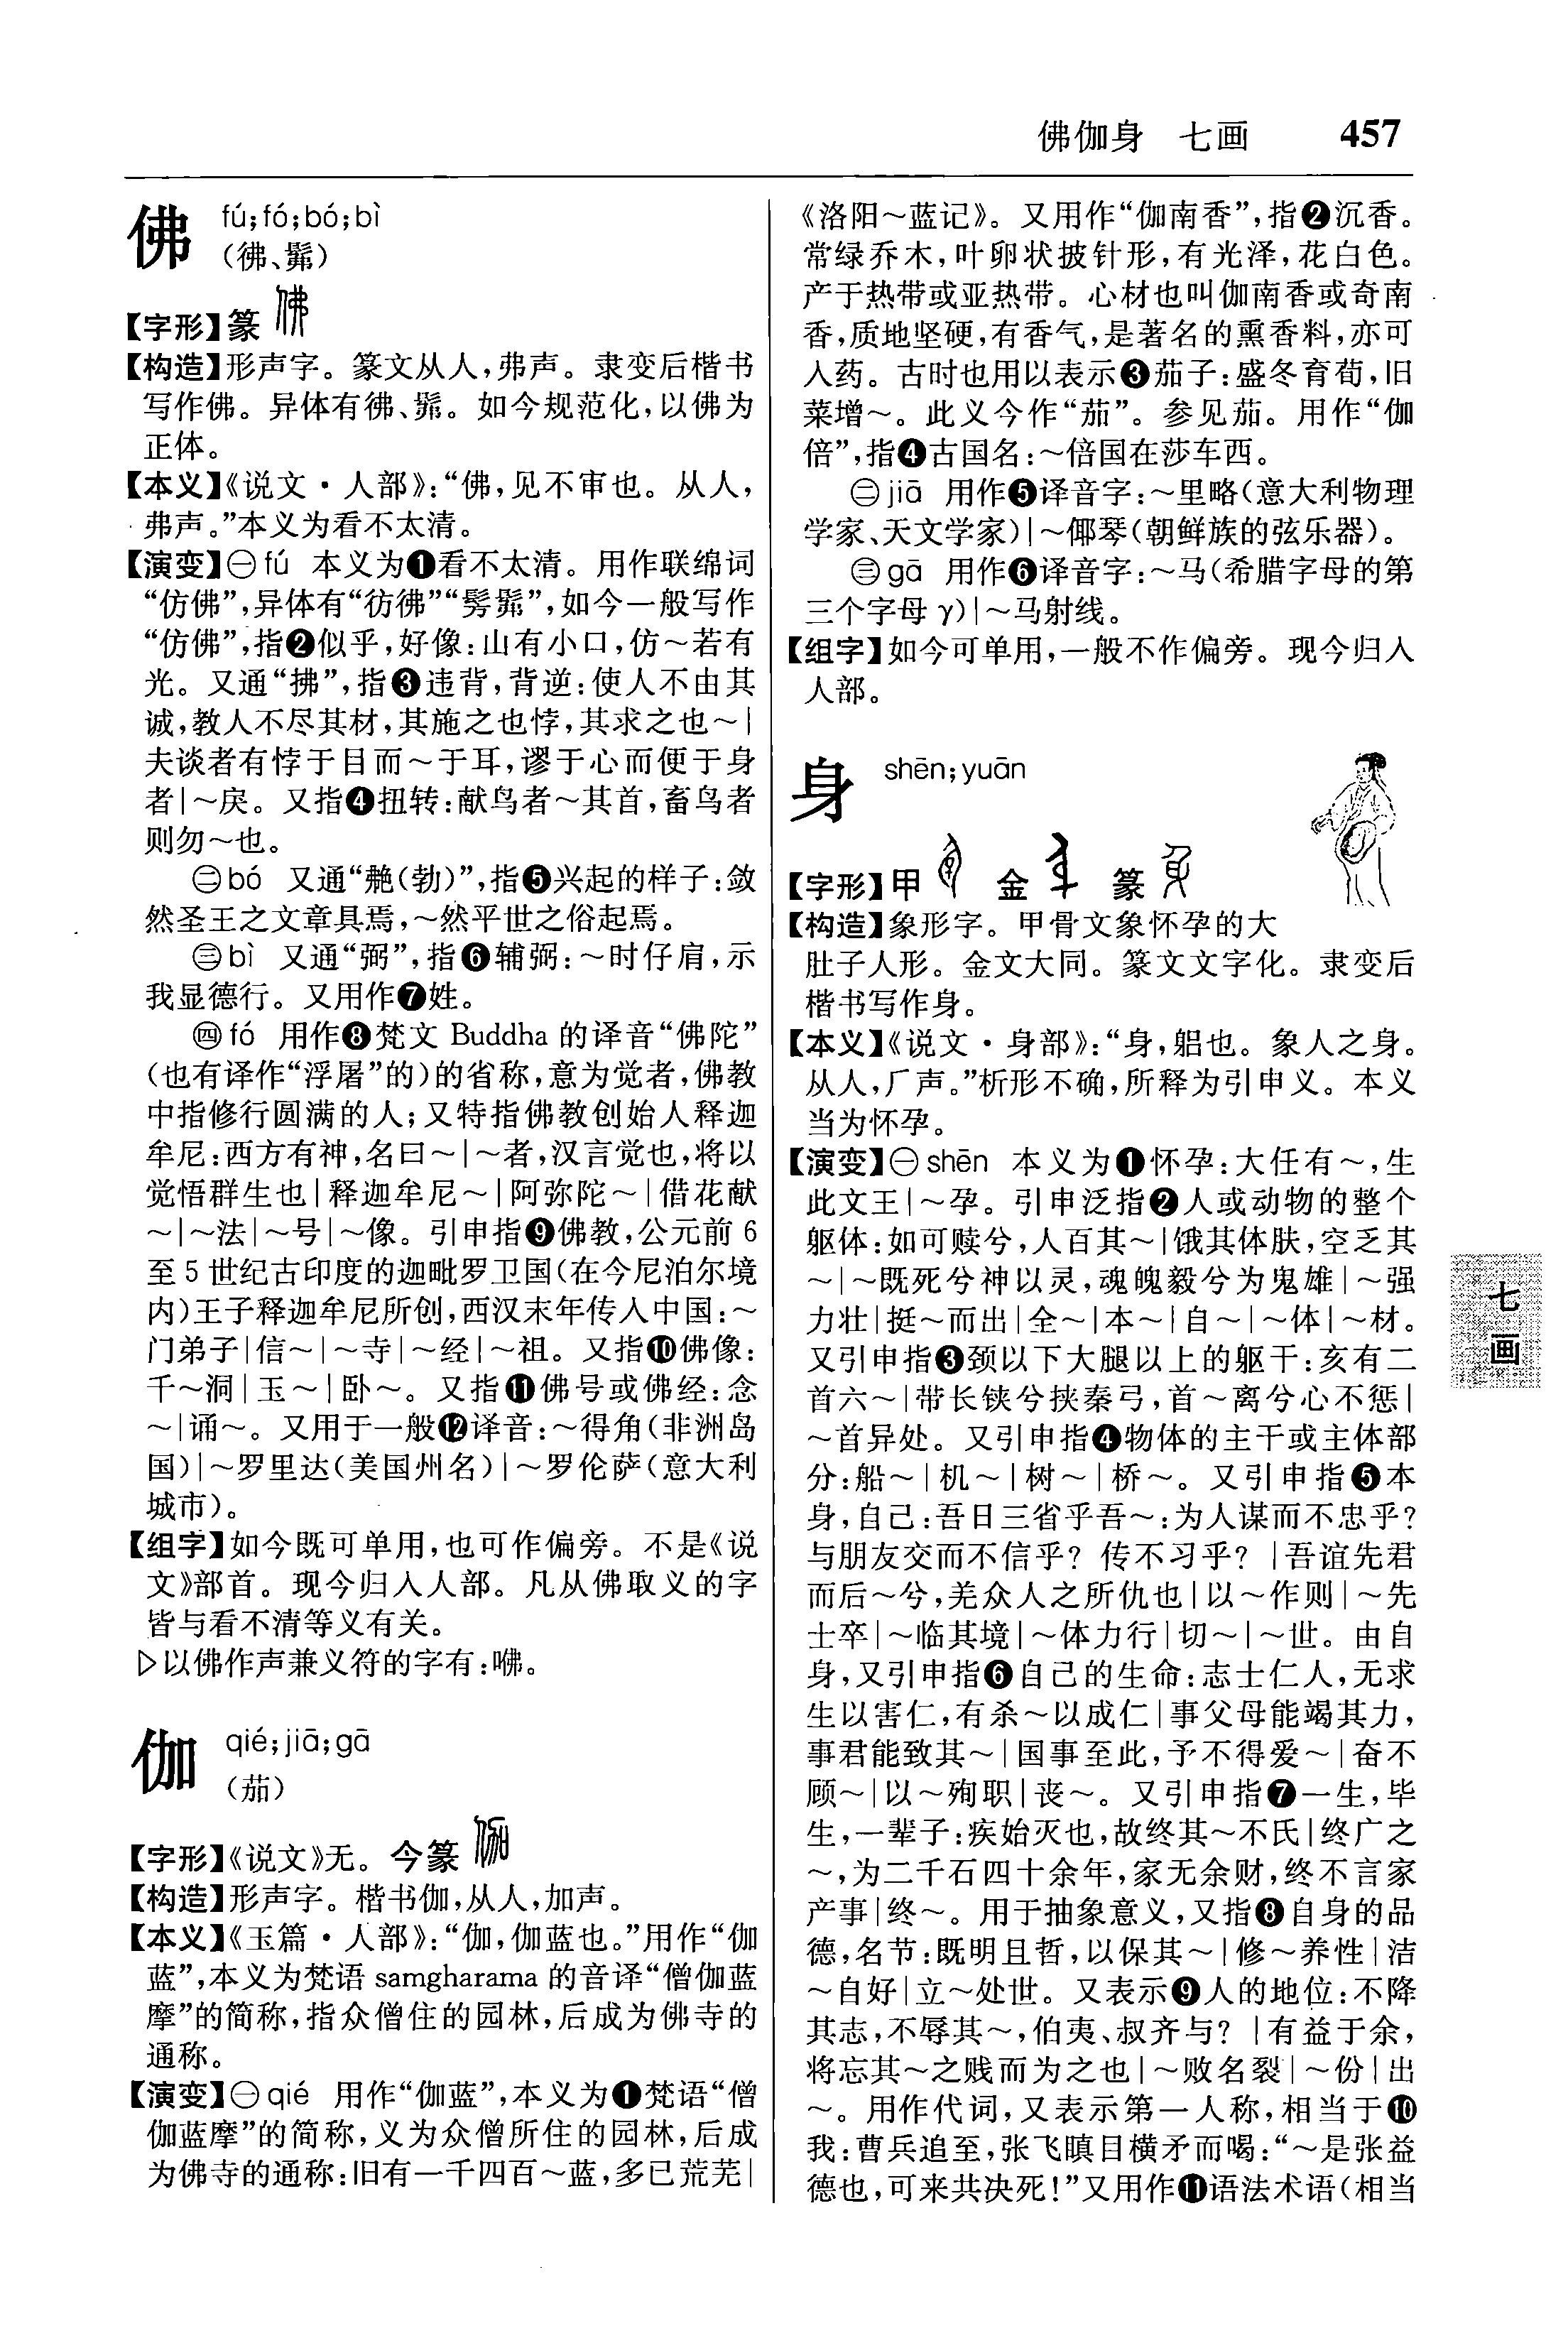 佛伽身 七画 457
佛 fú;fó;bó;bì
(彿、髴)
【字形】篆
【构造】形声字。篆文从人,弗声。隶变后楷书
写作佛。异体有彿、髴。如今规范化,以佛为
正体。
【本义】《说文·人部》:“佛,见不审也。从人,
弗声。”本义为看不太清。
【演变】㊀fú 本义为❶看不太清。用作联绵词
“仿佛”,异体有“彷彿”“髣髴”,如今一般写作
“仿佛”,指❷似乎,好像:山有小口,仿～若有
光。又通“拂”,指❸违背,背逆:使人不由其
诚,教人不尽其材,其施之也悖,其求之也～|
夫谈者有悖于目而～于耳,谬于心而便于身
者|～戾。又指❹扭转:献鸟者～其首,畜鸟者
则勿～也。
㊁bó 又通“艴(勃)”,指❺兴起的样子:敛
然圣王之文章具焉,～然平世之俗起焉。
㊂bì 又通“弼”,指❻辅弼:～时仔肩,示
我显德行。又用作❼姓。
㊃fó 用作❽梵文 Buddha 的译音“佛陀”
(也有译作“浮屠”的)的省称,意为觉者,佛教
中指修行圆满的人;又特指佛教创始人释迦
牟尼:西方有神,名曰～|～者,汉言觉也,将以
觉悟群生也|释迦牟尼～|阿弥陀～|借花献
～|～法|～号|～像。引申指❾佛教,公元前 6
至 5 世纪古印度的迦毗罗卫国(在今尼泊尔境
内)王子释迦牟尼所创,西汉末年传入中国:～
门弟子|信～|～寺|～经|～祖。又指❿佛像:
千～洞|玉～|卧～。又指⓫佛号或佛经:念
～|诵～。又用于一般⓬译音:～得角(非洲岛
国)|～罗里达(美国州名)|～罗伦萨(意大利
城市)。
【组字】如今既可单用,也可作偏旁。不是《说
文》部首。现今归入人部。凡从佛取义的字
皆与看不清等义有关。
▷以佛作声兼义符的字有:咈。
伽 qié;jiā;gā
(茄)
【字形】《说文》无。今篆
【构造】形声字。楷书伽,从人,加声。
【本义】《玉篇·人部》:“伽,伽蓝也。”用作“伽
蓝”,本义为梵语 samgharama 的音译“僧伽蓝
摩”的简称,指众僧住的园林,后成为佛寺的
通称。
【演变】㊀qié 用作“伽蓝”,本义为❶梵语“僧
伽蓝摩”的简称,义为众僧所住的园林,后成
为佛寺的通称:旧有一千四百～蓝,多已荒芜|
《洛阳～蓝记》。又用作“伽南香”,指❷沉香。
常绿乔木,叶卵状披针形,有光泽,花白色。
产于热带或亚热带。心材也叫伽南香或奇南
香,质地坚硬,有香气,是著名的熏香料,亦可
入药。古时也用以表示❸茄子:盛冬育荀,旧
菜增～。此义今作“茄”。参见茄。用作“伽
倍”,指❹古国名:～倍国在莎车西。
㊁jiā 用作❺译音字:～里略(意大利物理
学家、天文学家)|～倻琴(朝鲜族的弦乐器)。
㊂gā 用作❻译音字:～马(希腊字母的第
三个字母 γ)|～马射线。
【组字】如今可单用,一般不作偏旁。现今归入
人部。
身 shēn;yuān
【字形】甲 金 篆
【构造】象形字。甲骨文象怀孕的大
肚子人形。金文大同。篆文文字化。隶变后
楷书写作身。
【本义】《说文·身部》:“身,躳也。象人之身。
从人,厂声。”析形不确,所释为引申义。本义
当为怀孕。
【演变】㊀shēn 本义为❶怀孕:大任有～,生
此文王|～孕。引申泛指❷人或动物的整个
躯体:如可赎兮,人百其～|饿其体肤,空乏其
～|～既死兮神以灵,魂魄毅兮为鬼雄|～强
力壮|挺～而出|全～|本～|自～|～体|～材。
又引申指❸颈以下大腿以上的躯干:亥有二
首六～|带长铗兮挟秦弓,首～离兮心不惩|
～首异处。又引申指❹物体的主干或主体部
分:船～|机～|树～|桥～。又引申指❺本
身,自己:吾日三省乎吾～:为人谋而不忠乎?
与朋友交而不信乎? 传不习乎? |吾谊先君
而后～兮,羌众人之所仇也|以～作则|～先
士卒|～临其境|～体力行|切～|～世。由自
身,又引申指❻自己的生命:志士仁人,无求
生以害仁,有杀～以成仁|事父母能竭其力,
事君能致其～|国事至此,予不得爱～|奋不
顾～|以～殉职|丧～。又引申指❼一生,毕
生,一辈子:疾始灭也,故终其～不氏|终广之
～,为二千石四十余年,家无余财,终不言家
产事|终～。用于抽象意义,又指❽自身的品
德,名节:既明且哲,以保其～|修～养性|洁
～自好|立～处世。又表示❾人的地位:不降
其志,不辱其～,伯夷、叔齐与? |有益于余,
将忘其～之贱而为之也|～败名裂|～份|出
～。用作代词,又表示第一人称,相当于❿
我:曹兵追至,张飞瞋目横矛而喝:“～是张益
德也,可来共决死!”又用作⓫语法术语(相当
七画